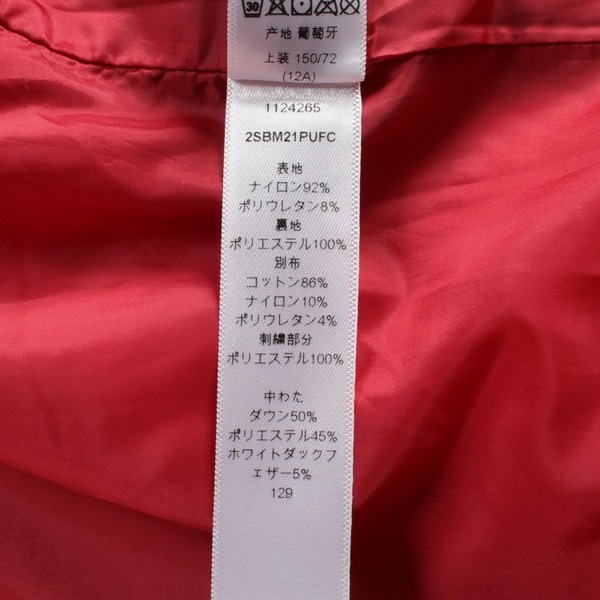 30
产地 葡萄牙
上装 150/72
(12A)
1124265
2SBM21PUFC
表地
ナイロン92%
ポリウレタン8%
裏地
ポリエステル100%
別布
コットン86%
ナイロン10%
ポリウレタン4%
刺繍部分
ポリエステル100%
中わた
ダウン50%
ポリエステル45%
ホワイトダックフ
ェザー5%
129